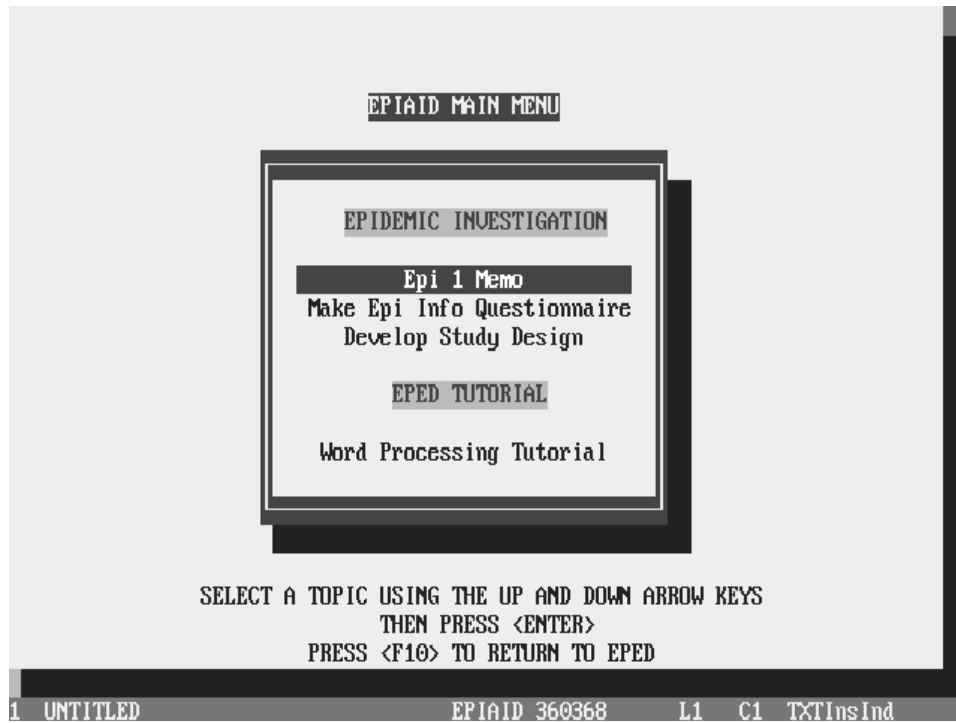 EPIAID MAIN MENU
EPIDEMIC INVESTIGATION
Epi 1 Memo
Make Epi Info Questionnaire
Develop Study Design
EPED TUTORIAL
Word Processing Tutorial
SELECT A TOPIC USING THE UP AND DOWN ARROW KEYS
THEN PRESS <ENTER>
PRESS <F10> TO RETURN TO EPED
1 UNTITLED EPIAID 360368 L1 C1 TXTInsInd